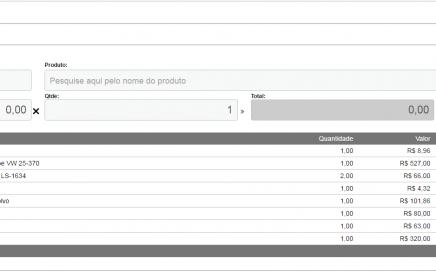 Produto:
Pesquise aqui pelo nome do produto
Qtde: Total:
0,00 × 1 » 0,00
Quantidade Valor
1,00 R$ 8,96
VW 25-370 1,00 R$ 527,00
LS-1634 2,00 R$ 66,00
1,00 R$ 4,32
1,00 R$ 101,86
1,00 R$ 80,00
1,00 R$ 63,00
1,00 R$ 320,00